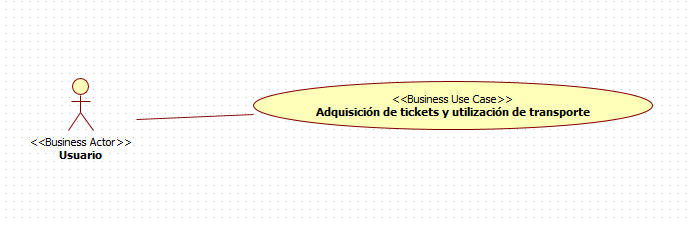 <<Business Use Case>>
Adquisición de tickets y utilización de transporte
<<Business Actor>>
Usuario